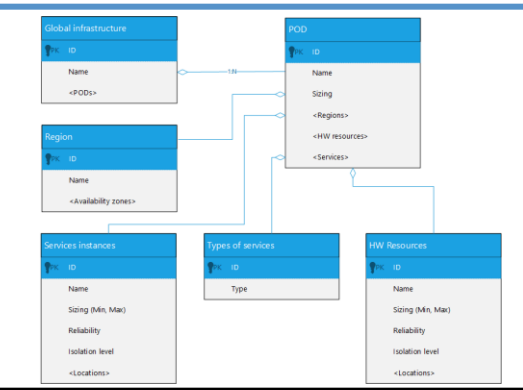 Global infrastructure
PK ID
Name
<PODs>
1:N
POD
PK ID
Name
Sizing
<Regions>
<HW resources>
<Services>
Region
PK ID
Name
<Availability zones>
Services instances
PK ID
Name
Sizing (Min, Max)
Reliability
Isolation level
<Locations>
Types of services
PK ID
Type
HW Resources
PK ID
Name
Sizing (Min, Max)
Reliability
Isolation level
<Locations>